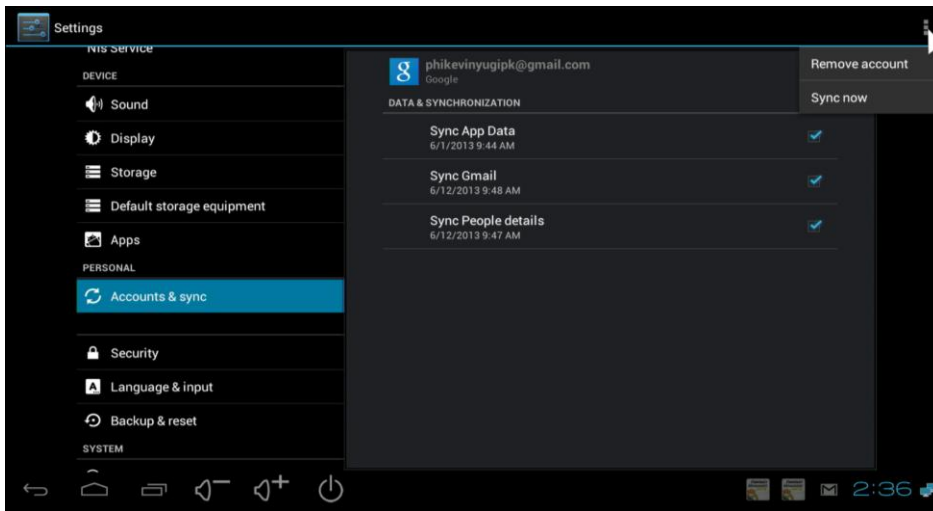 Settings
Nfs Service
DEVICE
Sound
Display
Storage
Default storage equipment
Apps
PERSONAL
Accounts & sync
Security
A
Language & input
Backup & reset
SYSTEM
g
phikevinyugipk@gmail.com
Google
DATA & SYNCHRONIZATION
Sync App Data
6/1/2013 9:44 AM
Sync Gmail
6/12/2013 9:48 AM
Sync People details
6/12/2013 9:47 AM
Remove account
Sync now
2:36